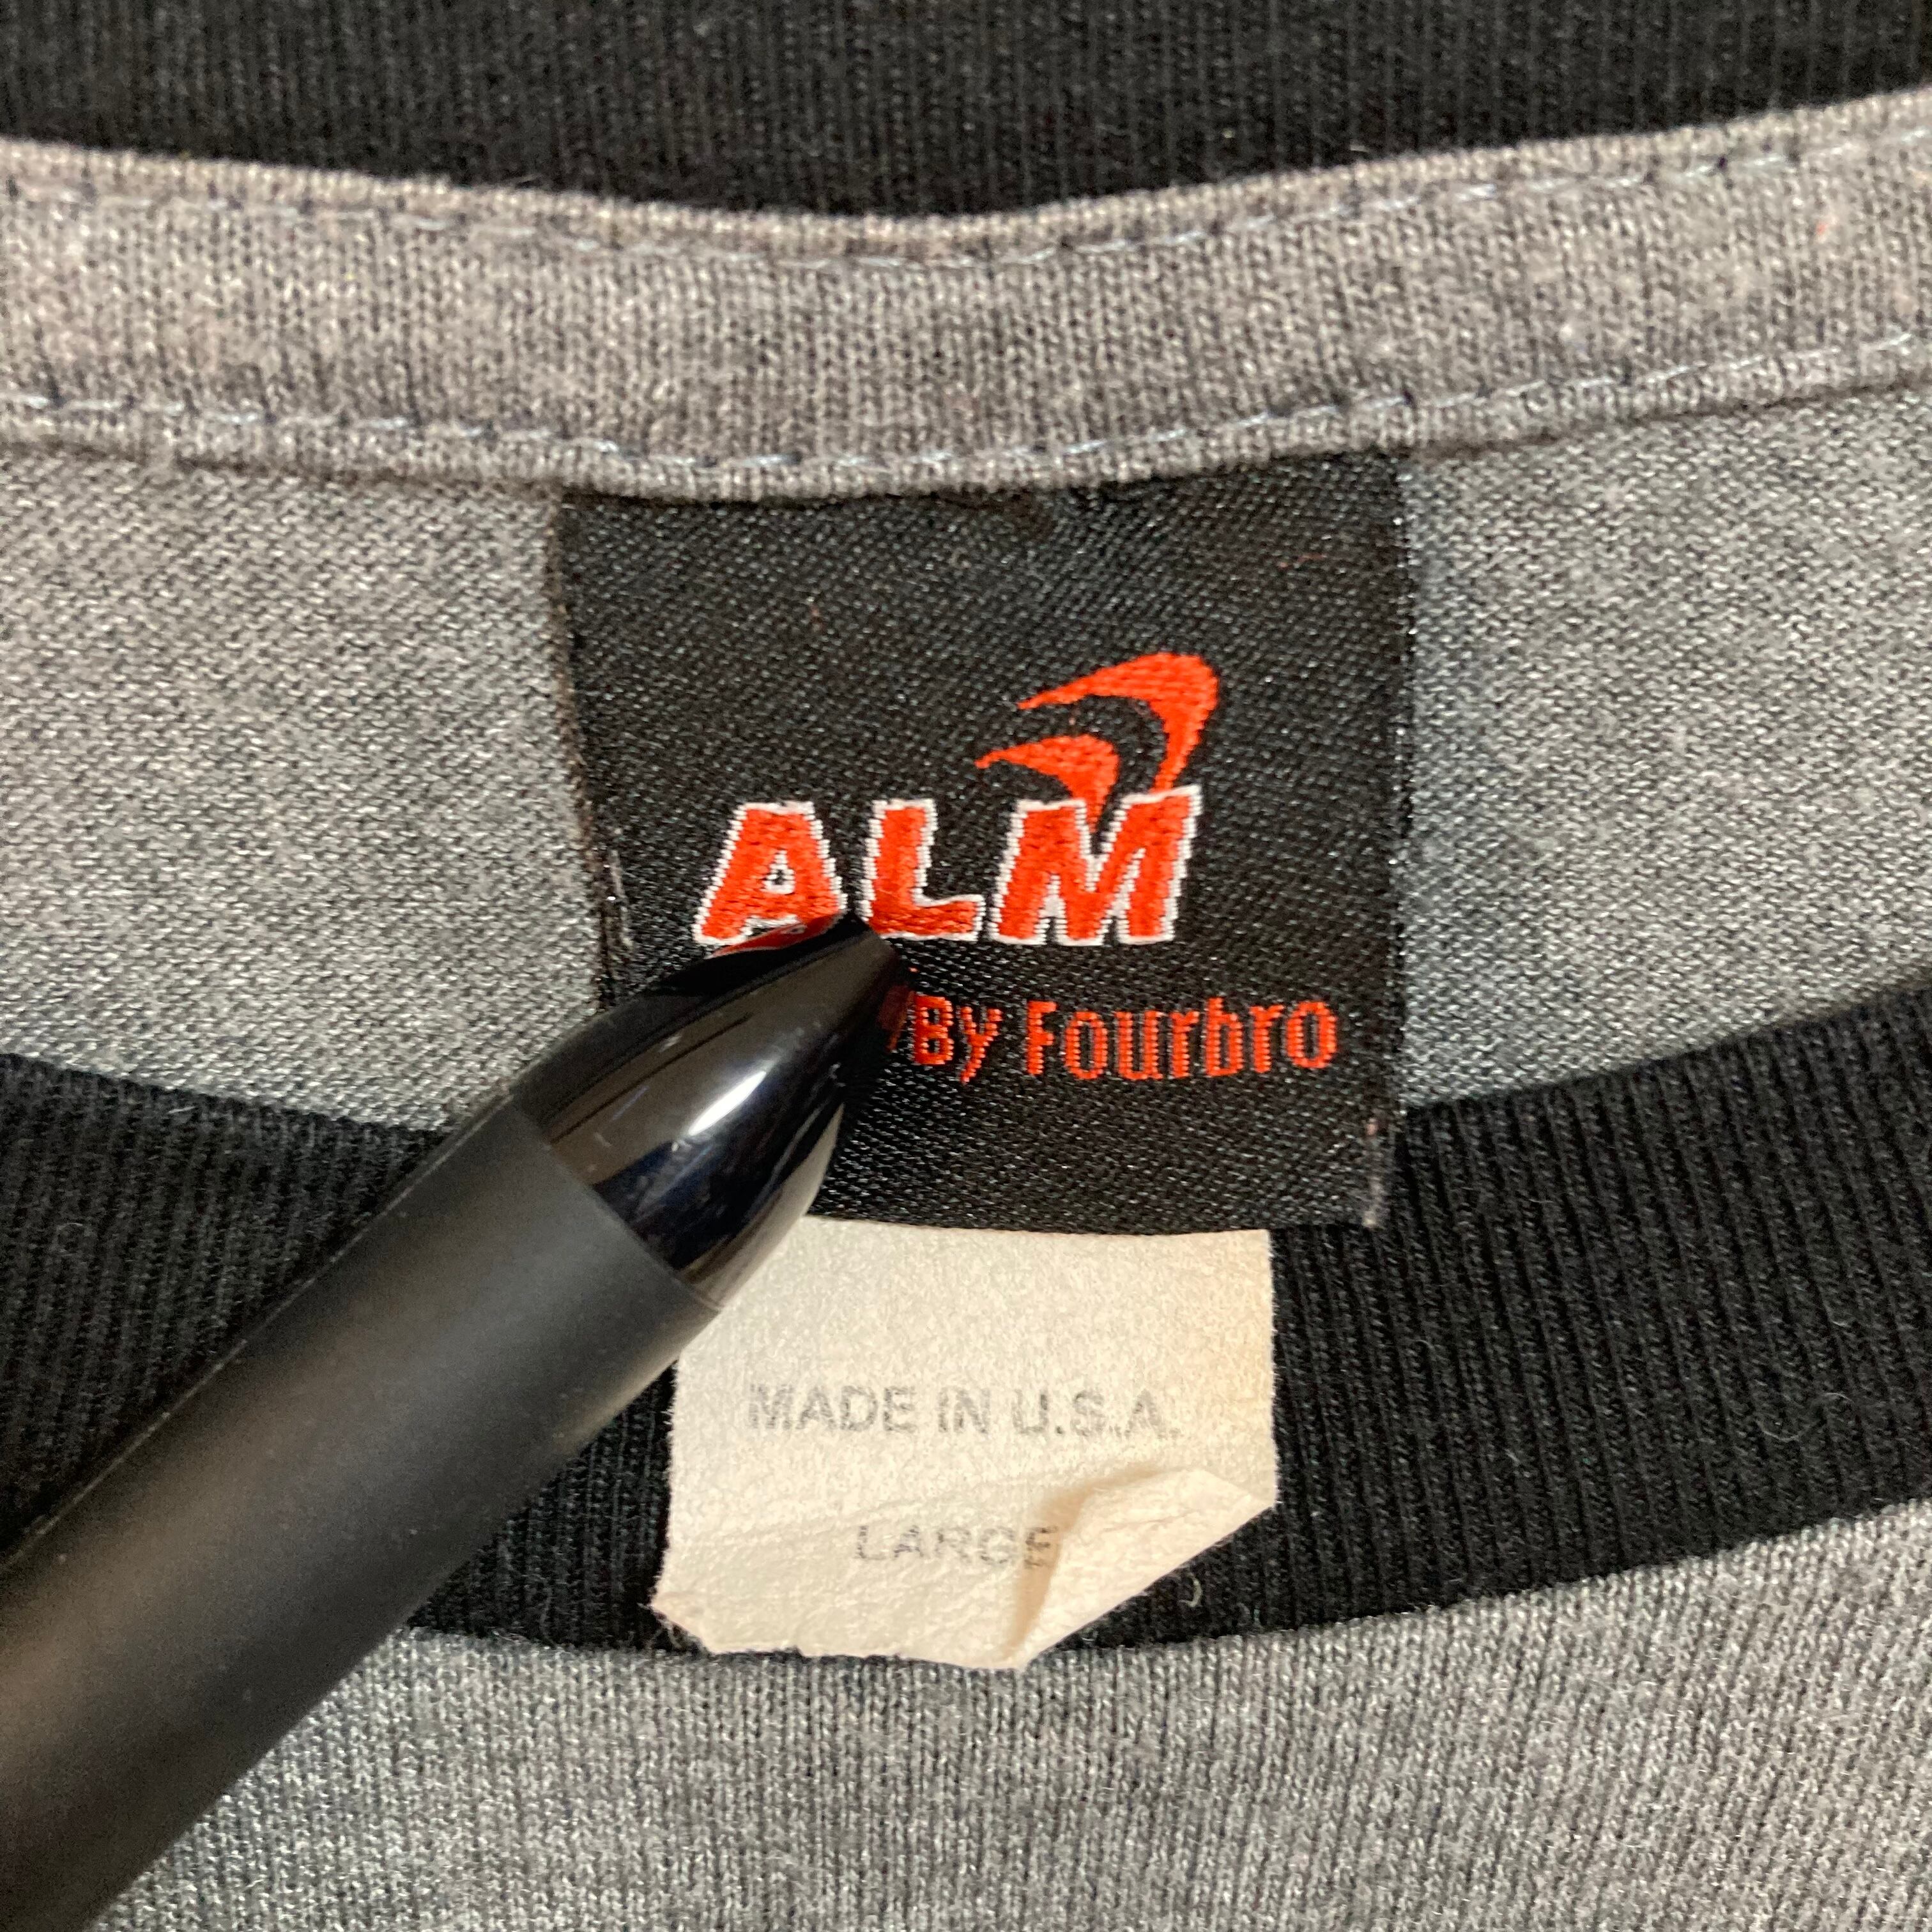 ALM
By Fourbro
MADE IN U.S.A.
LARGE